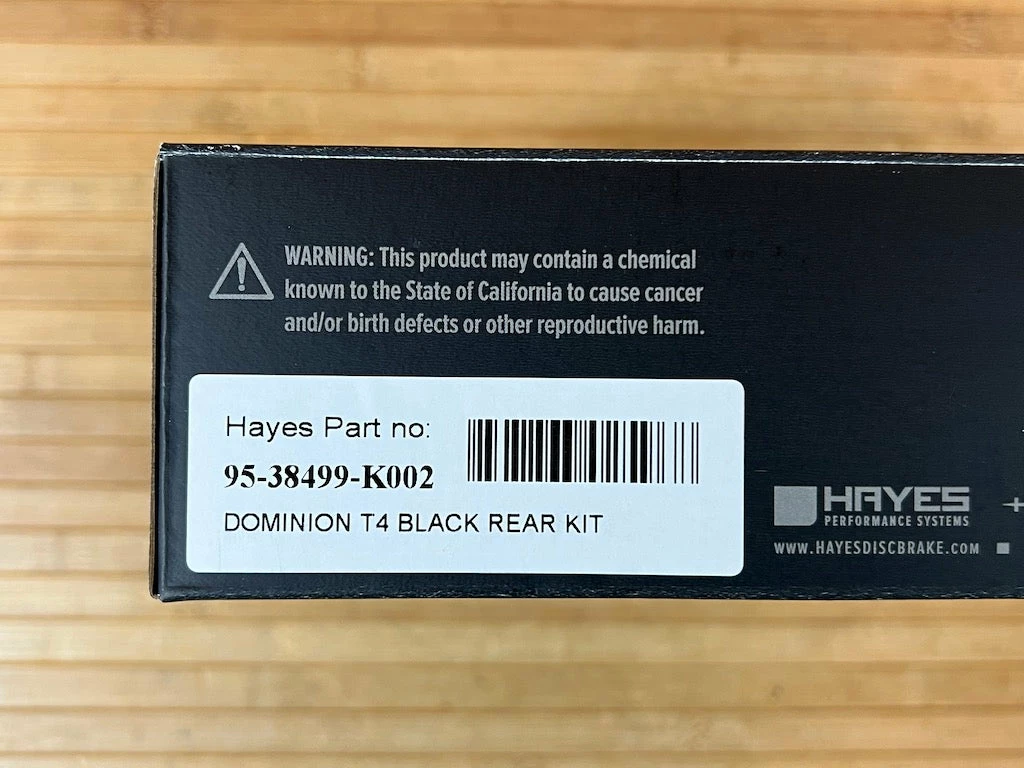 WARNING: This product may contain a chemical
known to the State of California to cause cancer
and/or birth defects or other reproductive harm.
Hayes Part no:
95-38499-K002
DOMINION T4 BLACK REAR KIT
HAYES
PERFORMANCE SYSTEMS
WWW.HAYESDISCBRAKE.COM